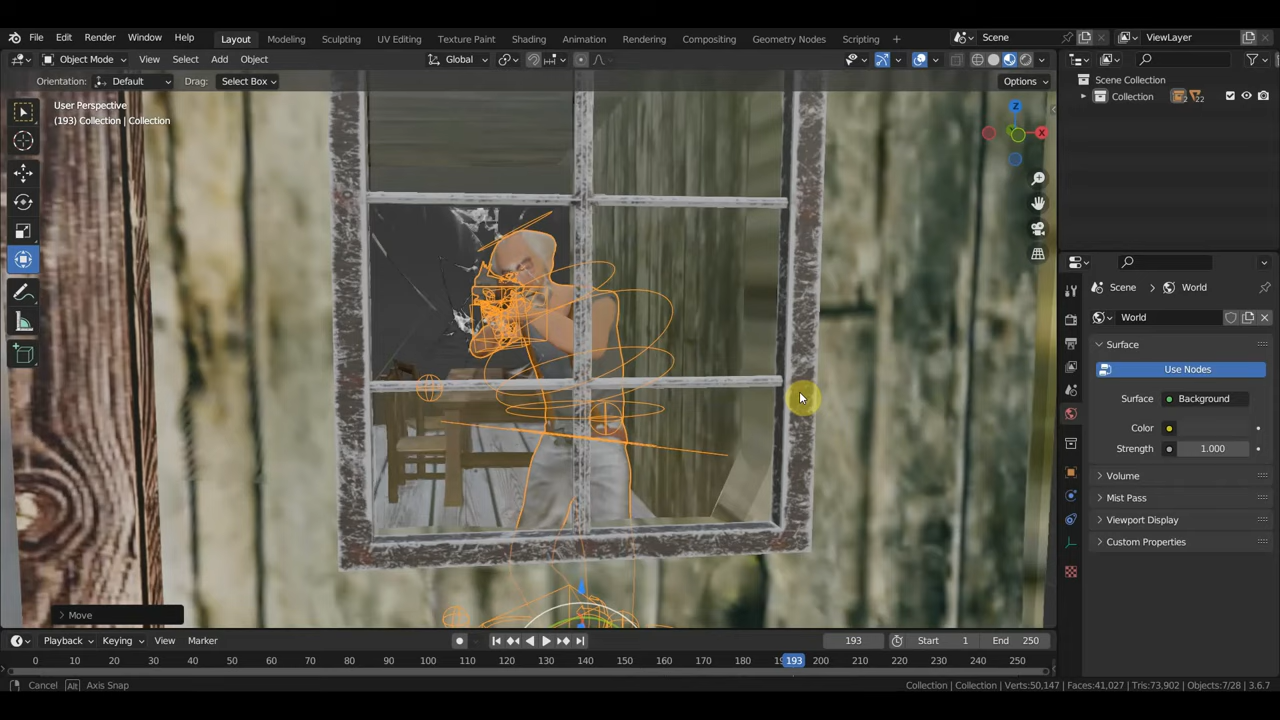 File Edit Render Window Help Layout Modeling Sculpting UV Editing Texture Paint Shading Animation Rendering Compositing Geometry Nodes Scripting + Scene ViewLayer
Object Mode View Select Add Object Global
Orientation: Default Drag: Select Box Options
User Perspective
(193) Collection | Collection
Scene Collection
Collection 2 22
Z
X
Y
Scene World
World
Surface
Use Nodes
Surface Background
Color
Strength 1.000
Volume
Mist Pass
Viewport Display
Custom Properties
Move
Playback Keying View Marker 193 Start 1 End 250
0 10 20 30 40 50 60 70 80 90 100 110 120 130 140 150 160 170 180 193 200 210 220 230 240 250
Cancel Alt Axis Snap Collection | Collection Verts:50,147 Faces:41,027 Tris:73,902 Objects:7/28 3.6.7